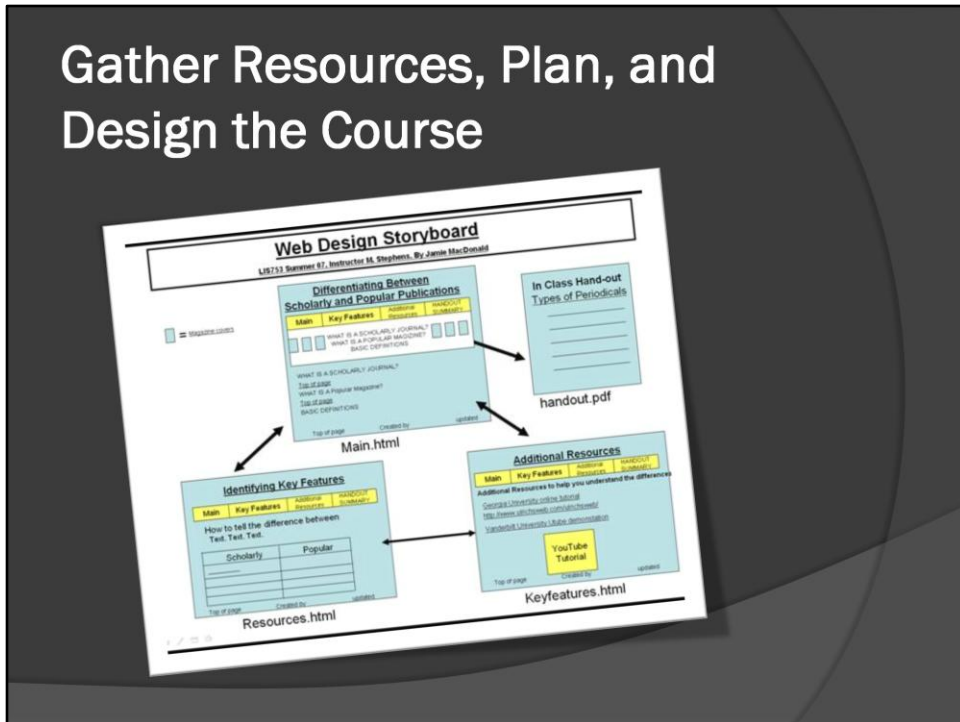 Gather Resources, Plan, and
Design the Course
Web Design Storyboard
LIS753 Summer 07, Instructor M. Stephens, By Jamie MacDonald
= Magazine covers
Differentiating Between
Scholarly and Popular Publications
Main Key Features Additional Resources HANDOUT SUMMARY
WHAT IS A SCHOLARLY JOURNAL?
WHAT IS A POPULAR MAGIZINE?
BASIC DEFINITIONS
WHAT IS A SCHOLARLY JOURNAL?
Top of page
WHAT IS A Popular Magazine?
Top of page
BASIC DEFINITIONS
Top of page Created by updated
Main.html
In Class Hand-out
Types of Periodicals
handout.pdf
Identifying Key Features
Main Key Features Additional Resources HANDOUT SUMMARY
How to tell the difference between
Text. Text. Text.
Scholarly Popular
Top of page Created by updated
Resources.html
Additional Resources
Main Key Features Additional Resources HANDOUT SUMMARY
Additional Resources to help you understand the differences
Georgia University online tutorial
Vanderbilt University Utube
YouTube
Tutorial
Top of page Created by updated
Keyfeatures.html